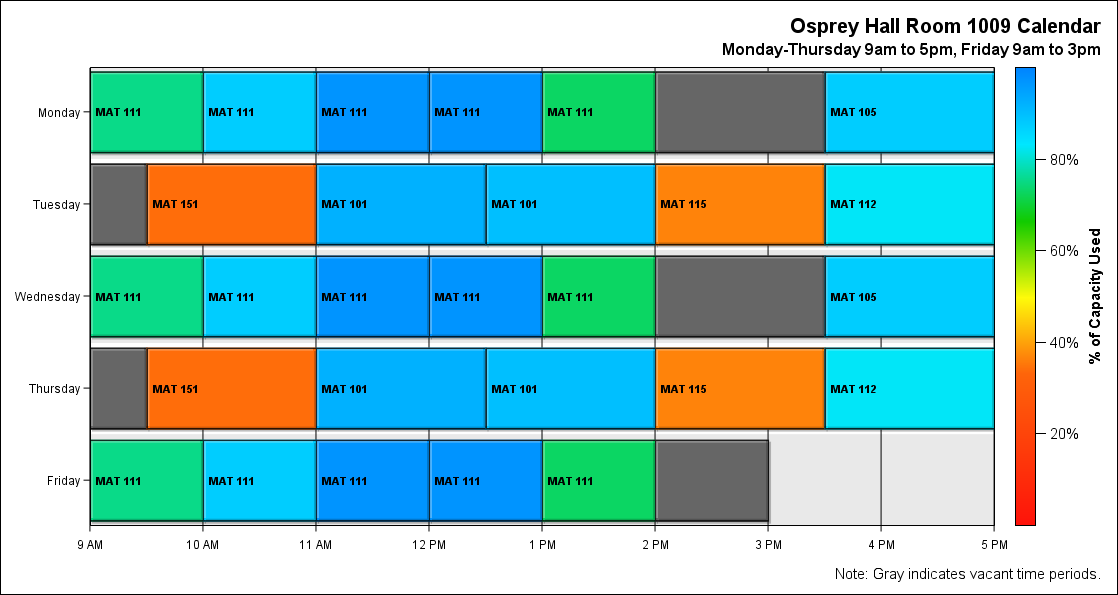 Osprey Hall Room 1009 Calendar
Monday-Thursday 9am to 5pm, Friday 9am to 3pm
Monday MAT 111 MAT 111 MAT 111 MAT 111 MAT 111 MAT 105
Tuesday MAT 151 MAT 101 MAT 101 MAT 115 MAT 112
Wednesday MAT 111 MAT 111 MAT 111 MAT 111 MAT 111 MAT 105
Thursday MAT 151 MAT 101 MAT 101 MAT 115 MAT 112
Friday MAT 111 MAT 111 MAT 111 MAT 111 MAT 111
9 AM 10 AM 11 AM 12 PM 1 PM 2 PM 3 PM 4 PM 5 PM
80%
60%
40%
20%
% of Capacity Used
Note: Gray indicates vacant time periods.